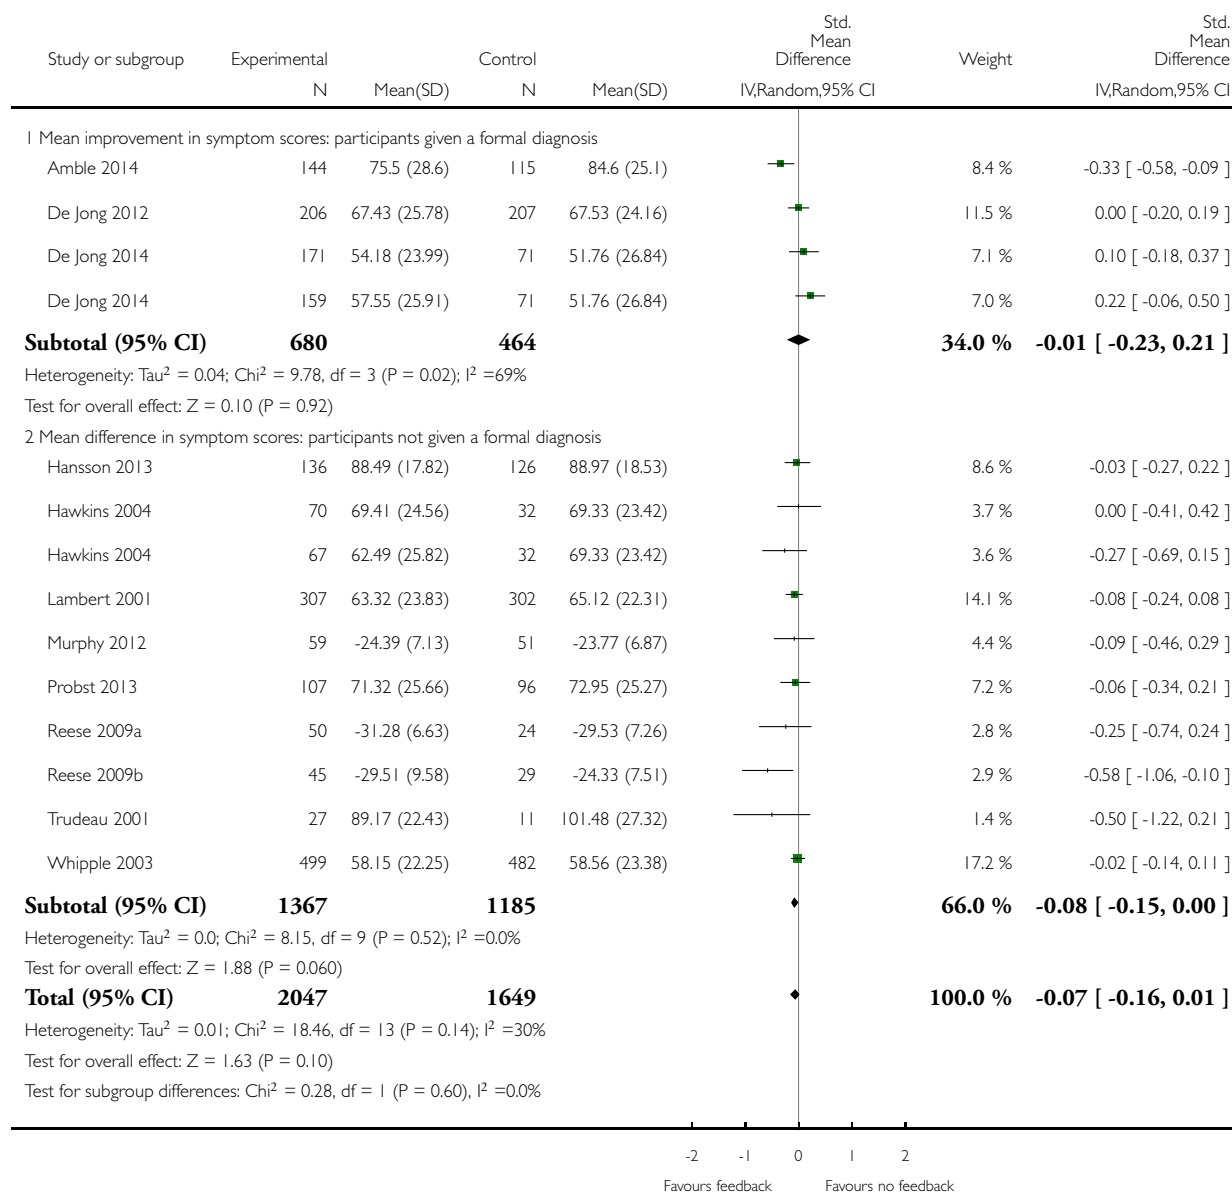 Study or subgroup Experimental Control Std. Mean Difference Weight Std. Mean Difference
N Mean(SD) N Mean(SD) IV,Random,95% CI IV,Random,95% CI
1 Mean improvement in symptom scores: participants given a formal diagnosis
Amble 2014 144 75.5 (28.6) 115 84.6 (25.1) 8.4 % -0.33 [ -0.58, -0.09 ]
De Jong 2012 206 67.43 (25.78) 207 67.53 (24.16) 11.5 % 0.00 [ -0.20, 0.19 ]
De Jong 2014 171 54.18 (23.99) 71 51.76 (26.84) 7.1 % 0.10 [ -0.18, 0.37 ]
De Jong 2014 159 57.55 (25.91) 71 51.76 (26.84) 7.0 % 0.22 [ -0.06, 0.50 ]
Subtotal (95% CI) 680 464 34.0 % -0.01 [ -0.23, 0.21 ]
Heterogeneity: Tau² = 0.04; Chi² = 9.78, df = 3 (P = 0.02); I² =69%
Test for overall effect: Z = 0.10 (P = 0.92)
2 Mean difference in symptom scores: participants not given a formal diagnosis
Hansson 2013 136 88.49 (17.82) 126 88.97 (18.53) 8.6 % -0.03 [ -0.27, 0.22 ]
Hawkins 2004 70 69.41 (24.56) 32 69.33 (23.42) 3.7 % 0.00 [ -0.41, 0.42 ]
Hawkins 2004 67 62.49 (25.82) 32 69.33 (23.42) 3.6 % -0.27 [ -0.69, 0.15 ]
Lambert 2001 307 63.32 (23.83) 302 65.12 (22.31) 14.1 % -0.08 [ -0.24, 0.08 ]
Murphy 2012 59 -24.39 (7.13) 51 -23.77 (6.87) 4.4 % -0.09 [ -0.46, 0.29 ]
Probst 2013 107 71.32 (25.66) 96 72.95 (25.27) 7.2 % -0.06 [ -0.34, 0.21 ]
Reese 2009a 50 -31.28 (6.63) 24 -29.53 (7.26) 2.8 % -0.25 [ -0.74, 0.24 ]
Reese 2009b 45 -29.51 (9.58) 29 -24.33 (7.51) 2.9 % -0.58 [ -1.06, -0.10 ]
Trudeau 2001 27 89.17 (22.43) 11 101.48 (27.32) 1.4 % -0.50 [ -1.22, 0.21 ]
Whipple 2003 499 58.15 (22.25) 482 58.56 (23.38) 17.2 % -0.02 [ -0.14, 0.11 ]
Subtotal (95% CI) 1367 1185 66.0 % -0.08 [ -0.15, 0.00 ]
Heterogeneity: Tau² = 0.0; Chi² = 8.15, df = 9 (P = 0.52); I² =0.0%
Test for overall effect: Z = 1.88 (P = 0.060)
Total (95% CI) 2047 1649 100.0 % -0.07 [ -0.16, 0.01 ]
Heterogeneity: Tau² = 0.01; Chi² = 18.46, df = 13 (P = 0.14); I² =30%
Test for overall effect: Z = 1.63 (P = 0.10)
Test for subgroup differences: Chi² = 0.28, df = 1 (P = 0.60), I² =0.0%
-2 -1 0 1 2
Favours feedback Favours no feedback